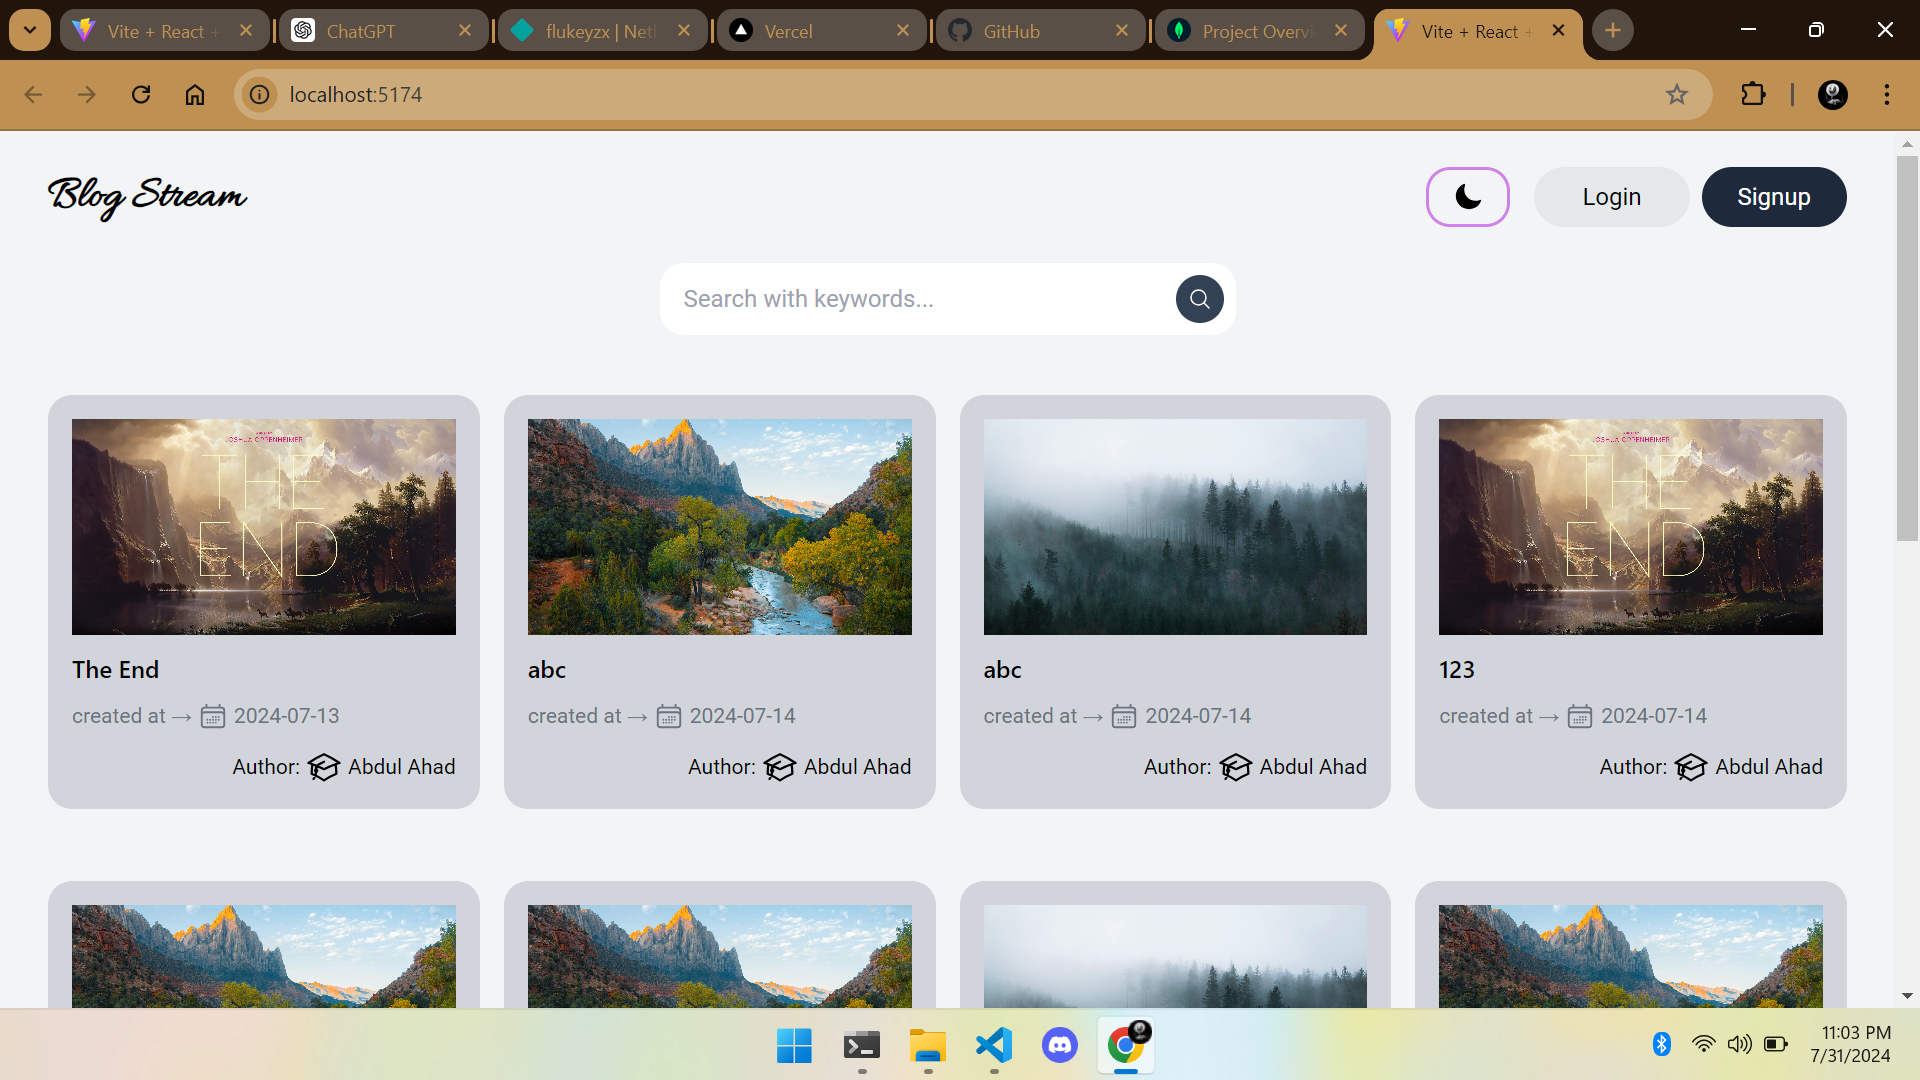 Vite + React +
ChatGPT
flukeyzx | Netl
Vercel
GitHub
Project Overvi
Vite + React +
localhost:5174
Blog Stream
Login
Signup
Search with keywords...
JOSHUA OPPENHEIMER
THE
END
JOSHUA OPPENHEIMER
THE
END
The End
abc
abc
123
created at → 2024-07-13
created at → 2024-07-14
created at → 2024-07-14
created at → 2024-07-14
Author: Abdul Ahad
Author: Abdul Ahad
Author: Abdul Ahad
Author: Abdul Ahad
11:03 PM
7/31/2024